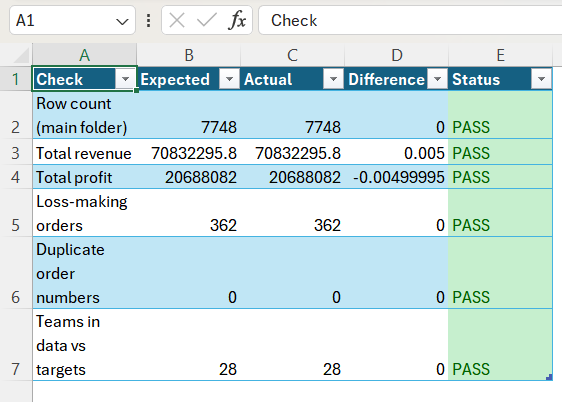 A1 fx Check
A B C D E
1 Check Expected Actual Difference Status
Row count
2 (main folder) 7748 7748 0 PASS
3 Total revenue 70832295.8 70832295.8 0.005 PASS
4 Total profit 20688082 20688082 -0.00499995 PASS
Loss-making
5 orders 362 362 0 PASS
Duplicate
order
6 numbers 0 0 0 PASS
Teams in
data vs
7 targets 28 28 0 PASS